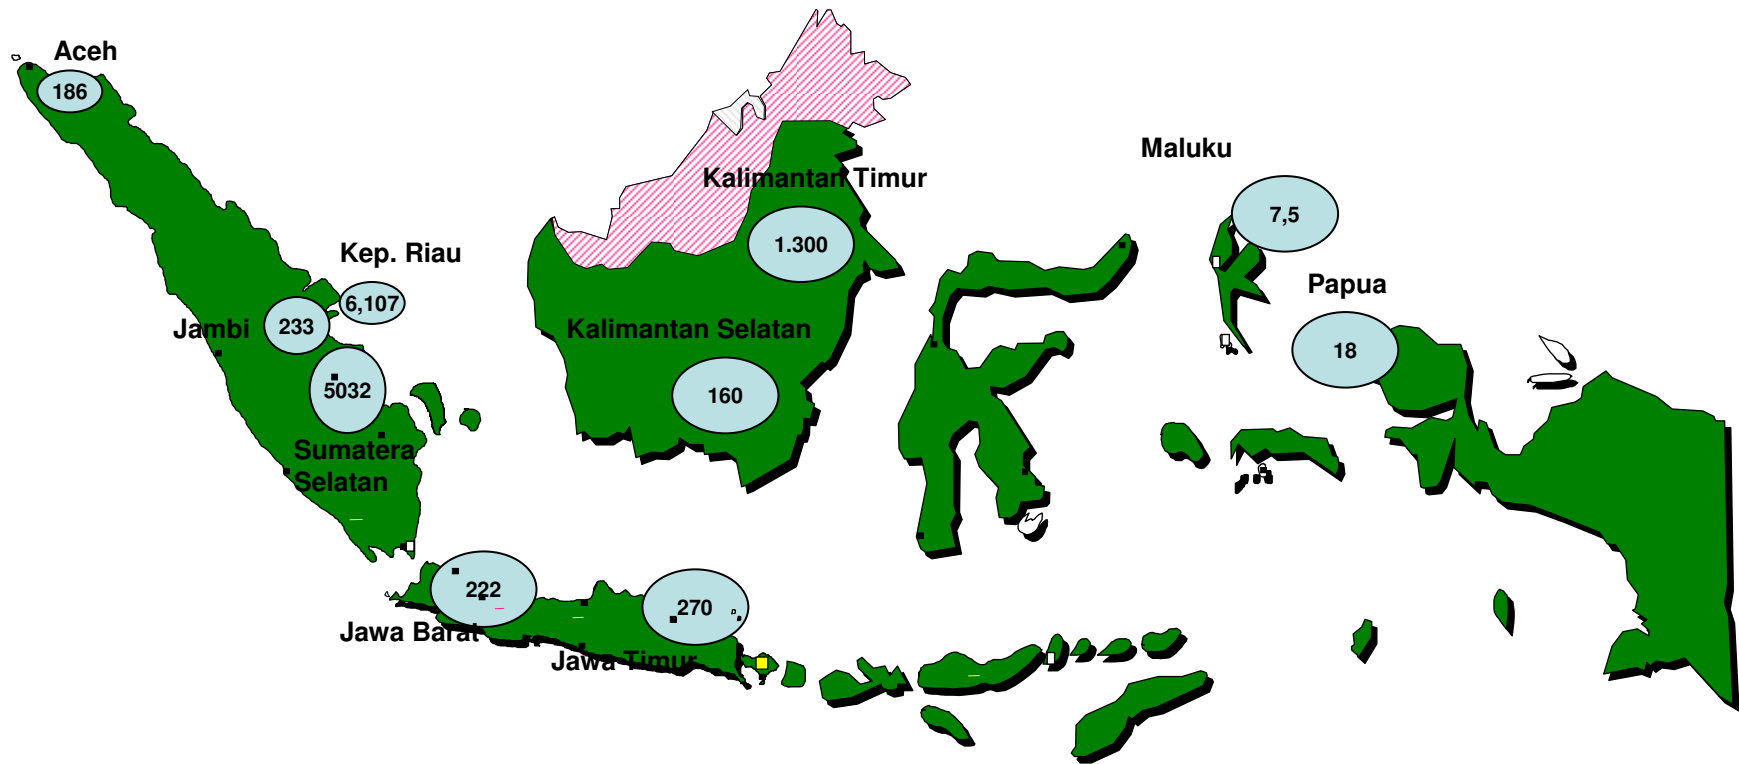 Aceh
186
Kalimantan Timur
1.300
Maluku
7,5
Kep. Riau
6,107
Jambi
233
5032
Sumatera
Selatan
Kalimantan Selatan
160
Papua
18
222
Jawa Barat
270
Jawa Timur